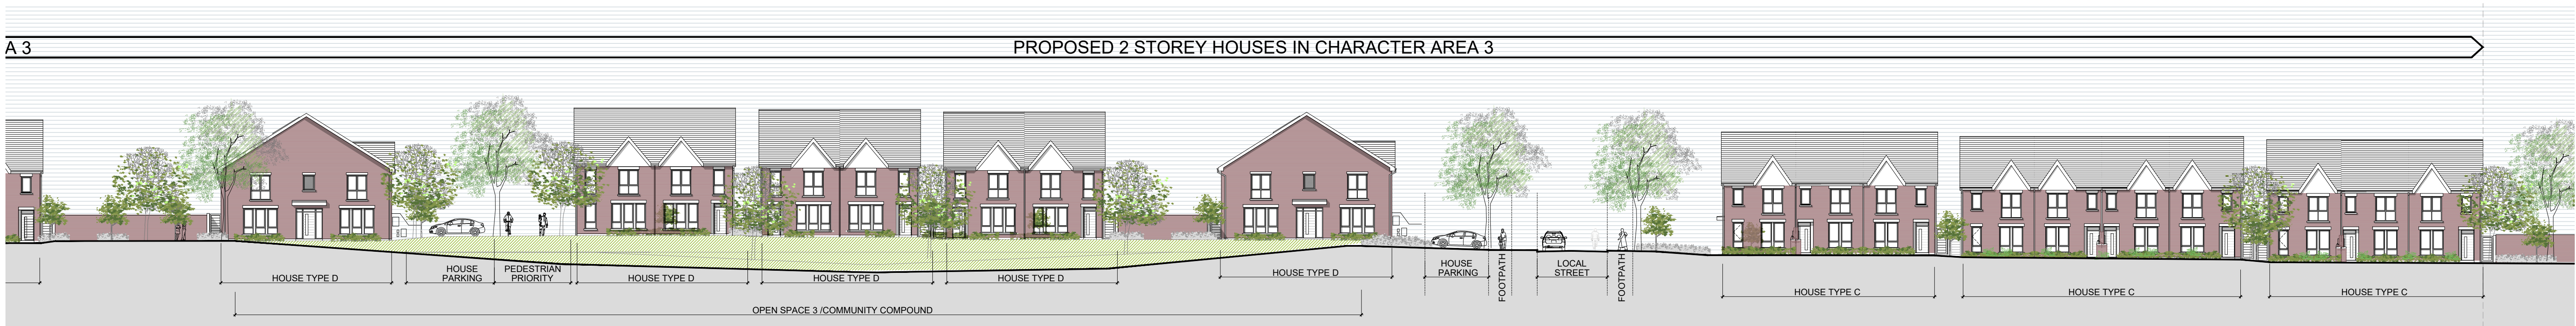 A 3
PROPOSED 2 STOREY HOUSES IN CHARACTER AREA 3
HOUSE TYPE D
HOUSE
PARKING
PEDESTRIAN
PRIORITY
HOUSE TYPE D
HOUSE TYPE D
HOUSE TYPE D
HOUSE TYPE D
HOUSE
PARKING
FOOTPATH
LOCAL
STREET
FOOTPATH
HOUSE TYPE C
HOUSE TYPE C
HOUSE TYPE C
OPEN SPACE 3 /COMMUNITY COMPOUND